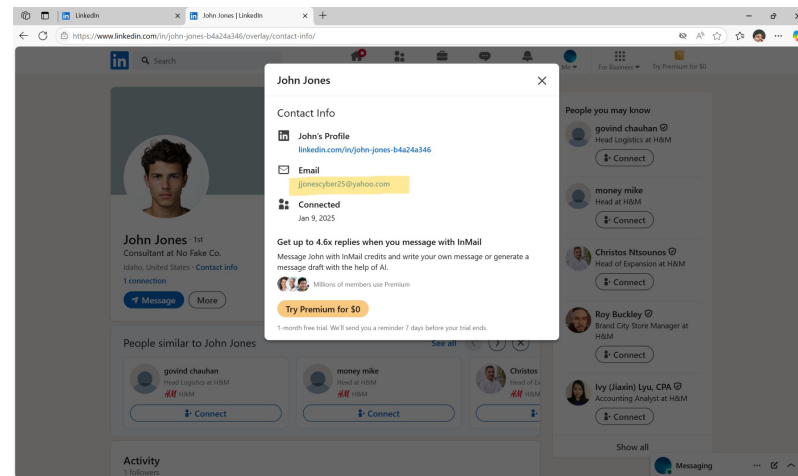 LinkedIn
John Jones | LinkedIn
https://www.linkedin.com/in/john-jones-b4a24a346/overlay/contact-info/
in
Search
Me
For Business
Try Premium for $0
John Jones
Contact Info
in
John's Profile
linkedin.com/in/john-jones-b4a24a346
Email
jjonescyber25@yahoo.com
Connected
Jan 9, 2025
Get up to 4.6x replies when you message with InMail
Message John with InMail credits and write your own message or generate a
message draft with the help of AI.
Millions of members use Premium
Try Premium for $0
1-month free trial. We'll send you a reminder 7 days before your trial ends.
John Jones · 1st
Consultant at No Fake Co.
Idaho, United States · Contact info
1 connection
Message
More
People similar to John Jones
See all
govind chauhan
Head Logistics at H&M
H&M H&M
Connect
money mike
Head at H&M
H&M H&M
Connect
Christos
Head of Ex
H&M H&M
Activity
1 followers
People you may know
govind chauhan
Head Logistics at H&M
Connect
money mike
Head at H&M
Connect
Christos Ntsounos
Head of Expansion at H&M
Connect
Roy Buckley
Brand City Store Manager at
H&M
Connect
Ivy (Jiaxin) Lyu, CPA
Accounting Analyst at H&M
Connect
Show all
Messaging